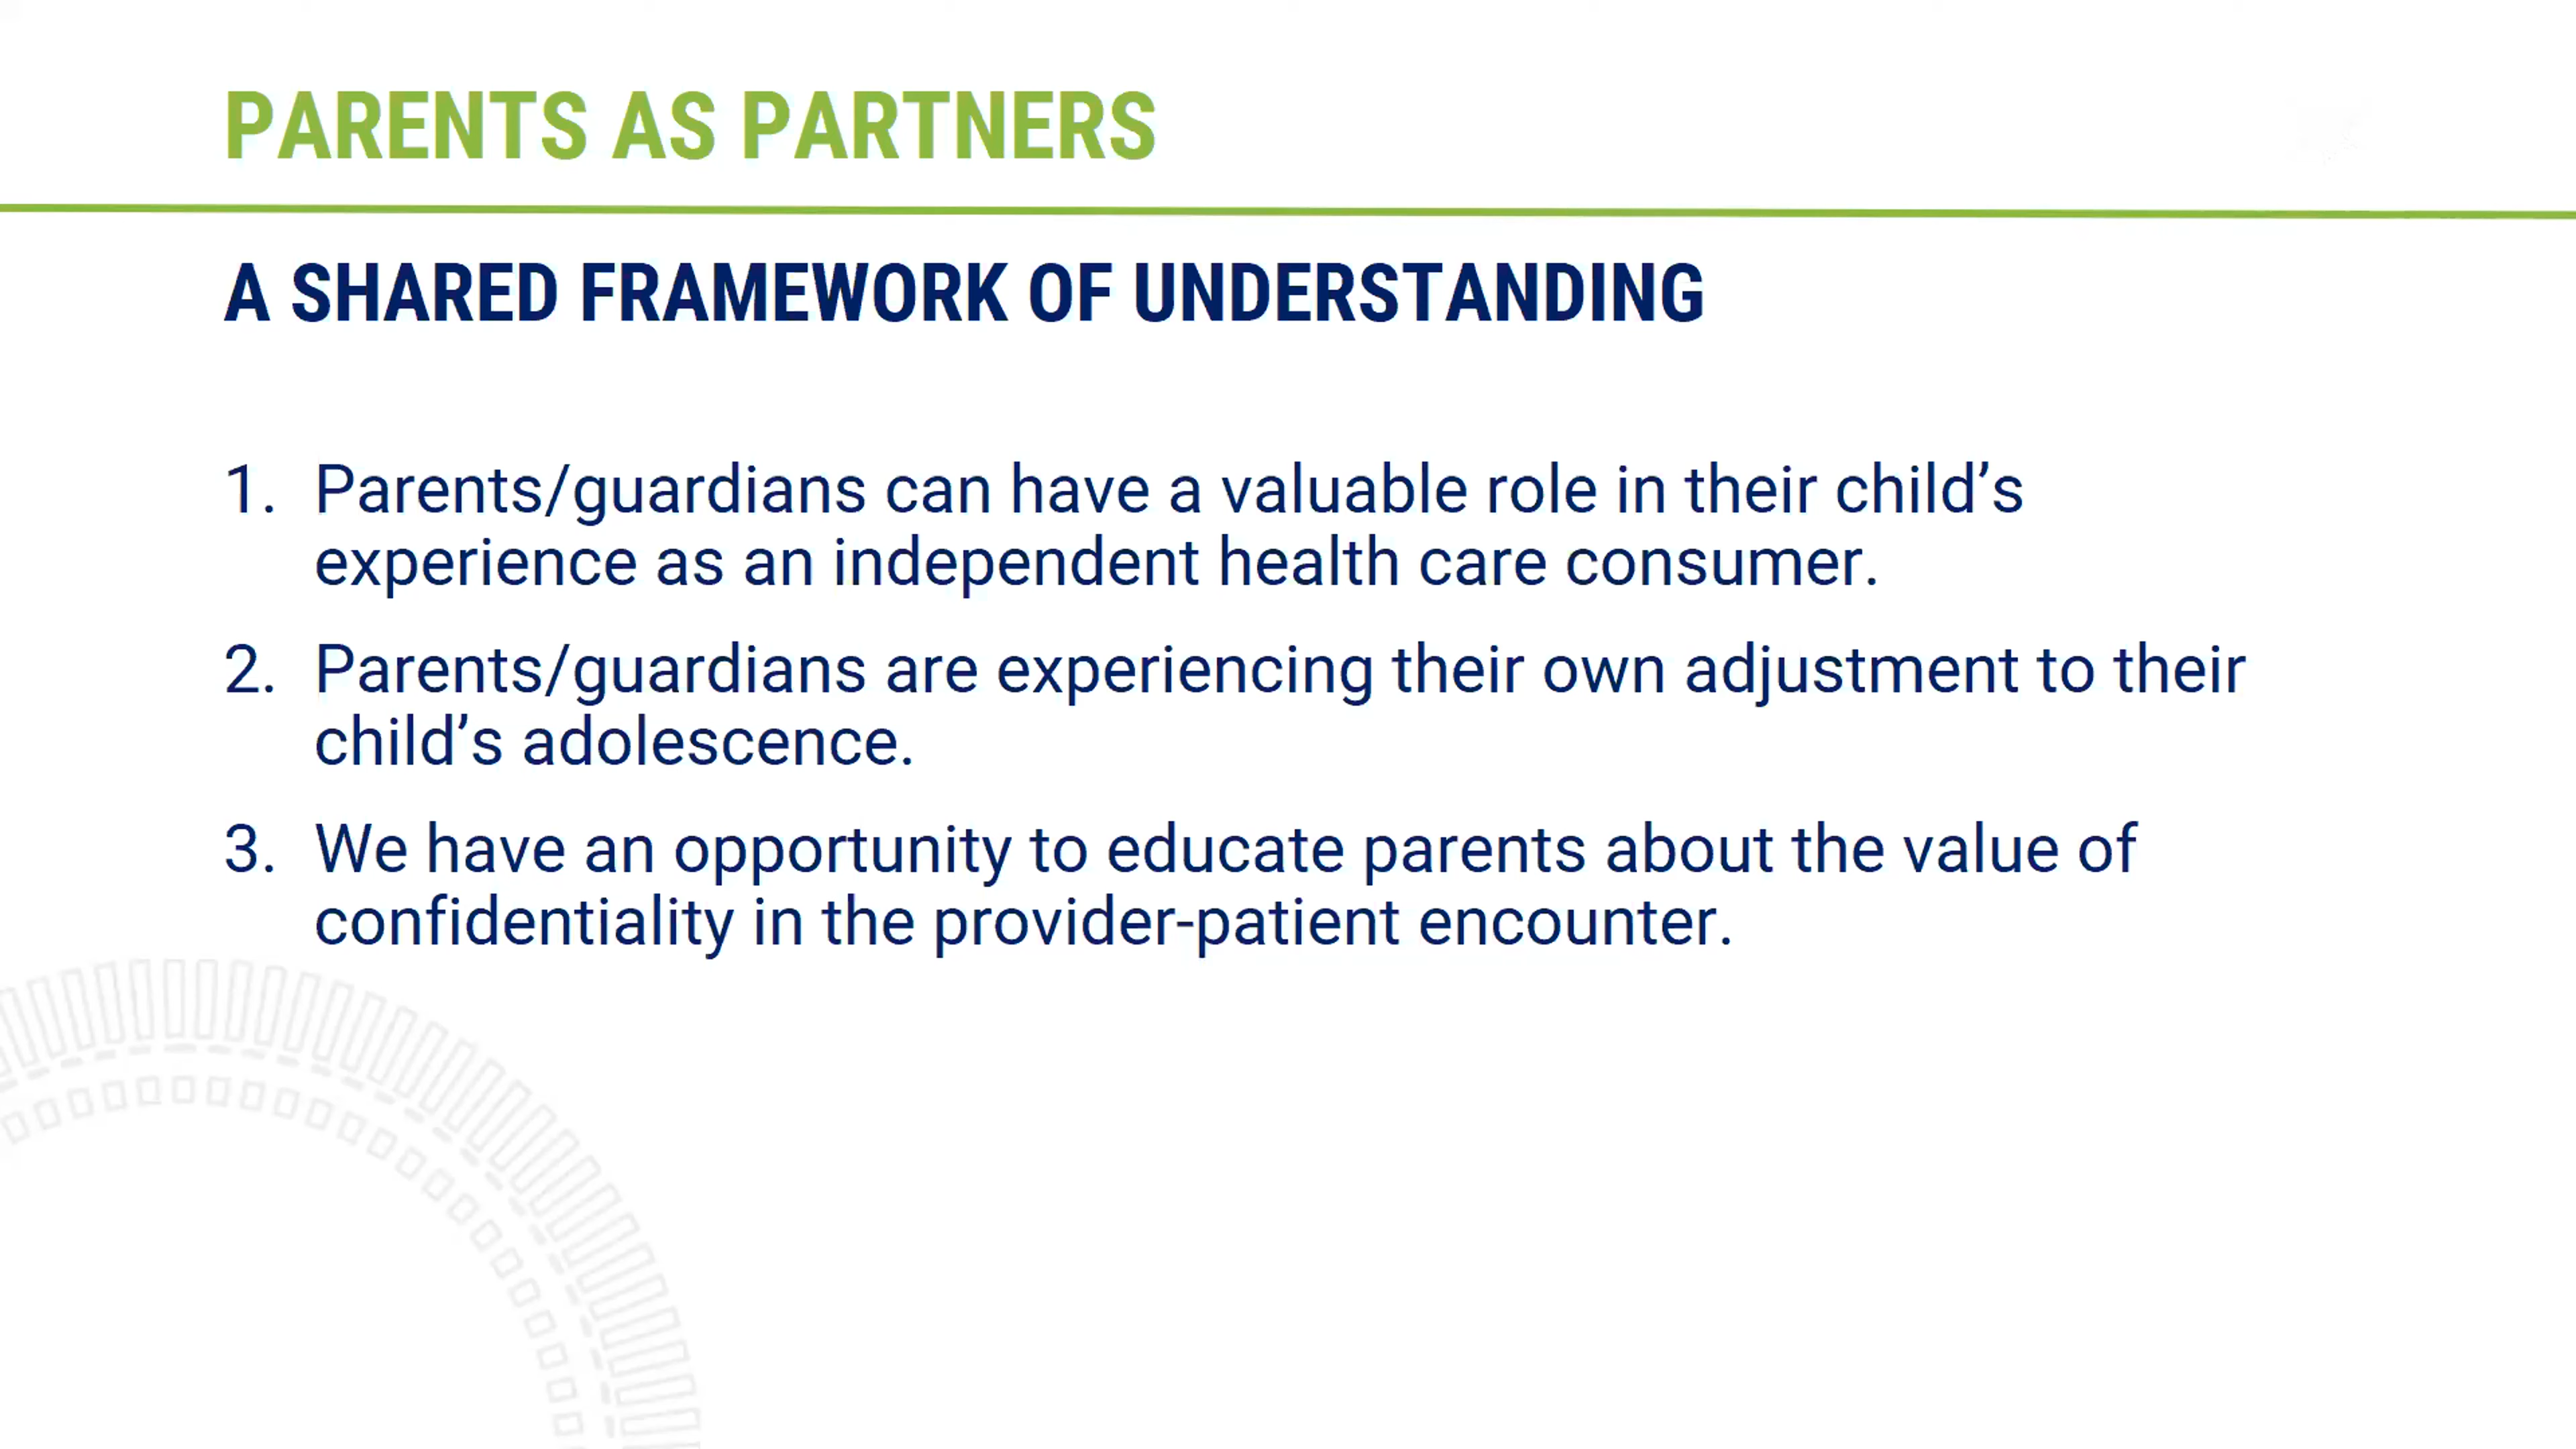 PARENTS AS PARTNERS
A SHARED FRAMEWORK OF UNDERSTANDING
1. Parents/guardians can have a valuable role in their child’s
experience as an independent health care consumer.
2. Parents/guardians are experiencing their own adjustment to their
child’s adolescence.
3. We have an opportunity to educate parents about the value of
confidentiality in the provider-patient encounter.